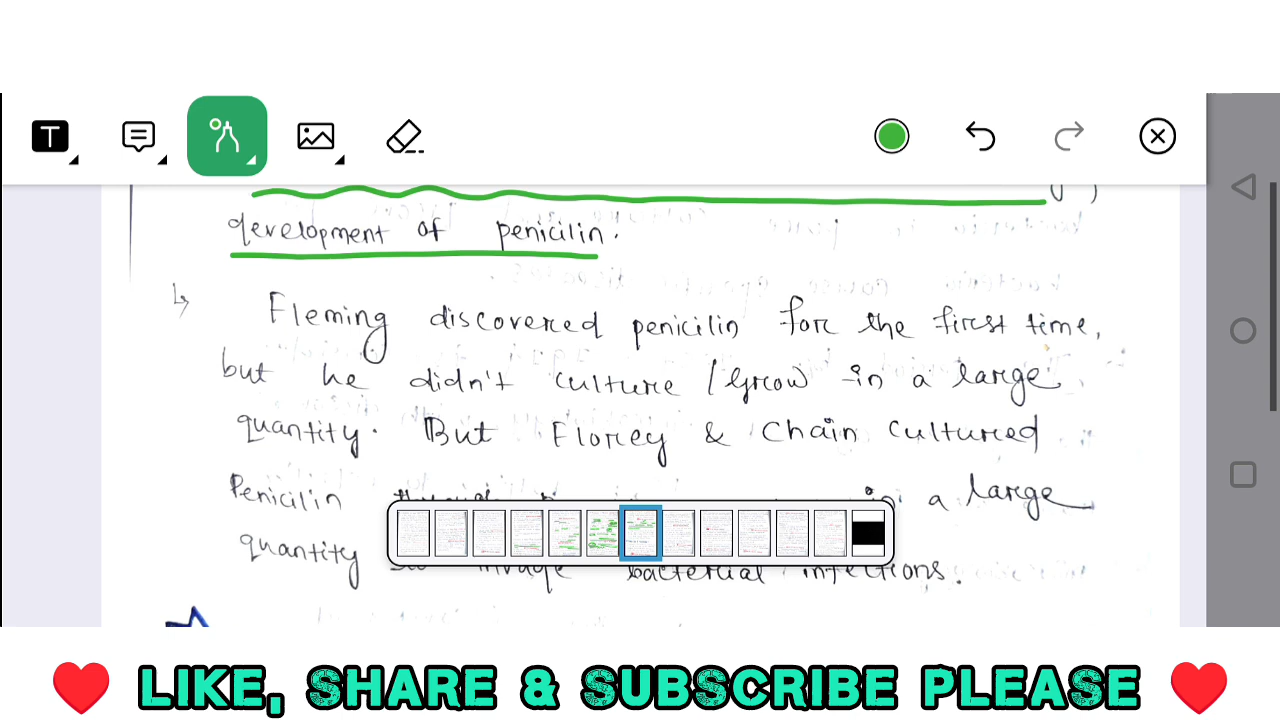 T
development of penicilin.
↳ Fleming discovered penicilin for the first time,
but he didn't culture / Grow in a large
quantity. But Florey & Chain cultured
Penicilin in a large
quantity bacterial infections.
LIKE, SHARE & SUBSCRIBE PLEASE